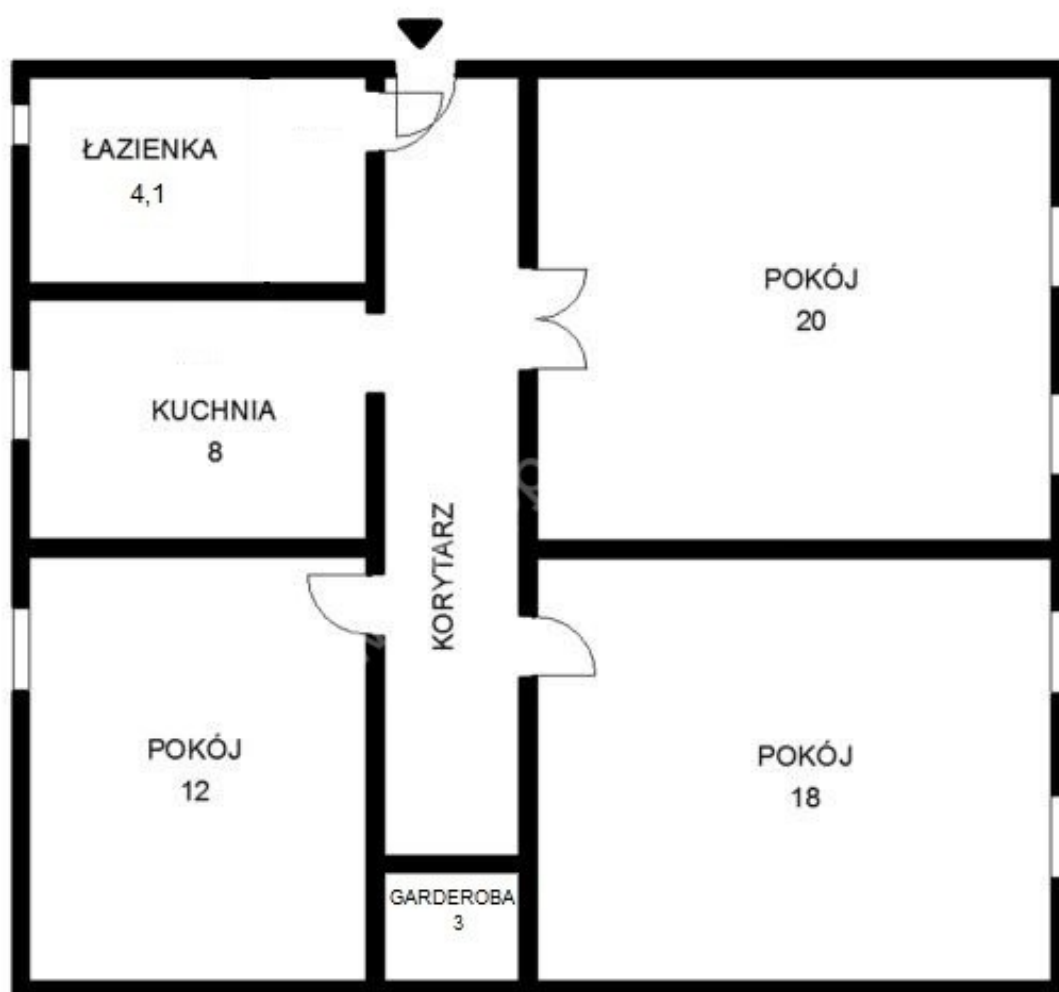 ŁAZIENKA
4,1
POKÓJ
20
KUCHNIA
8
KORYTARZ
POKÓJ
12
POKÓJ
18
GARDEROBA
3